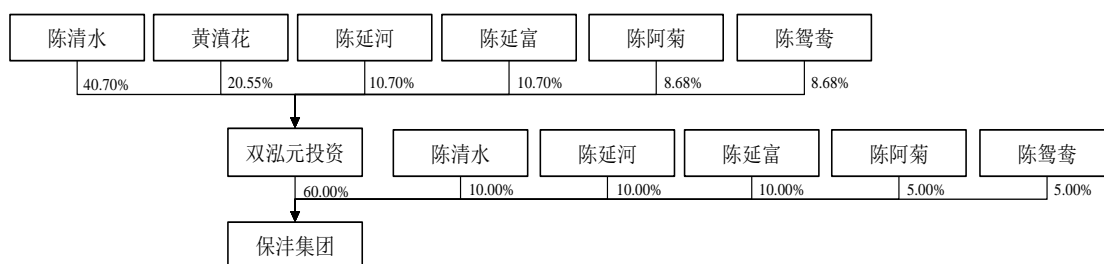 陈清水 黄濆花 陈延河 陈延富 陈阿菊 陈鸳鸯
40.70% 20.55% 10.70% 10.70% 8.68% 8.68%
双泓元投资 陈清水 陈延河 陈延富 陈阿菊 陈鸳鸯
60.00% 10.00% 10.00% 10.00% 5.00% 5.00%
保沣集团